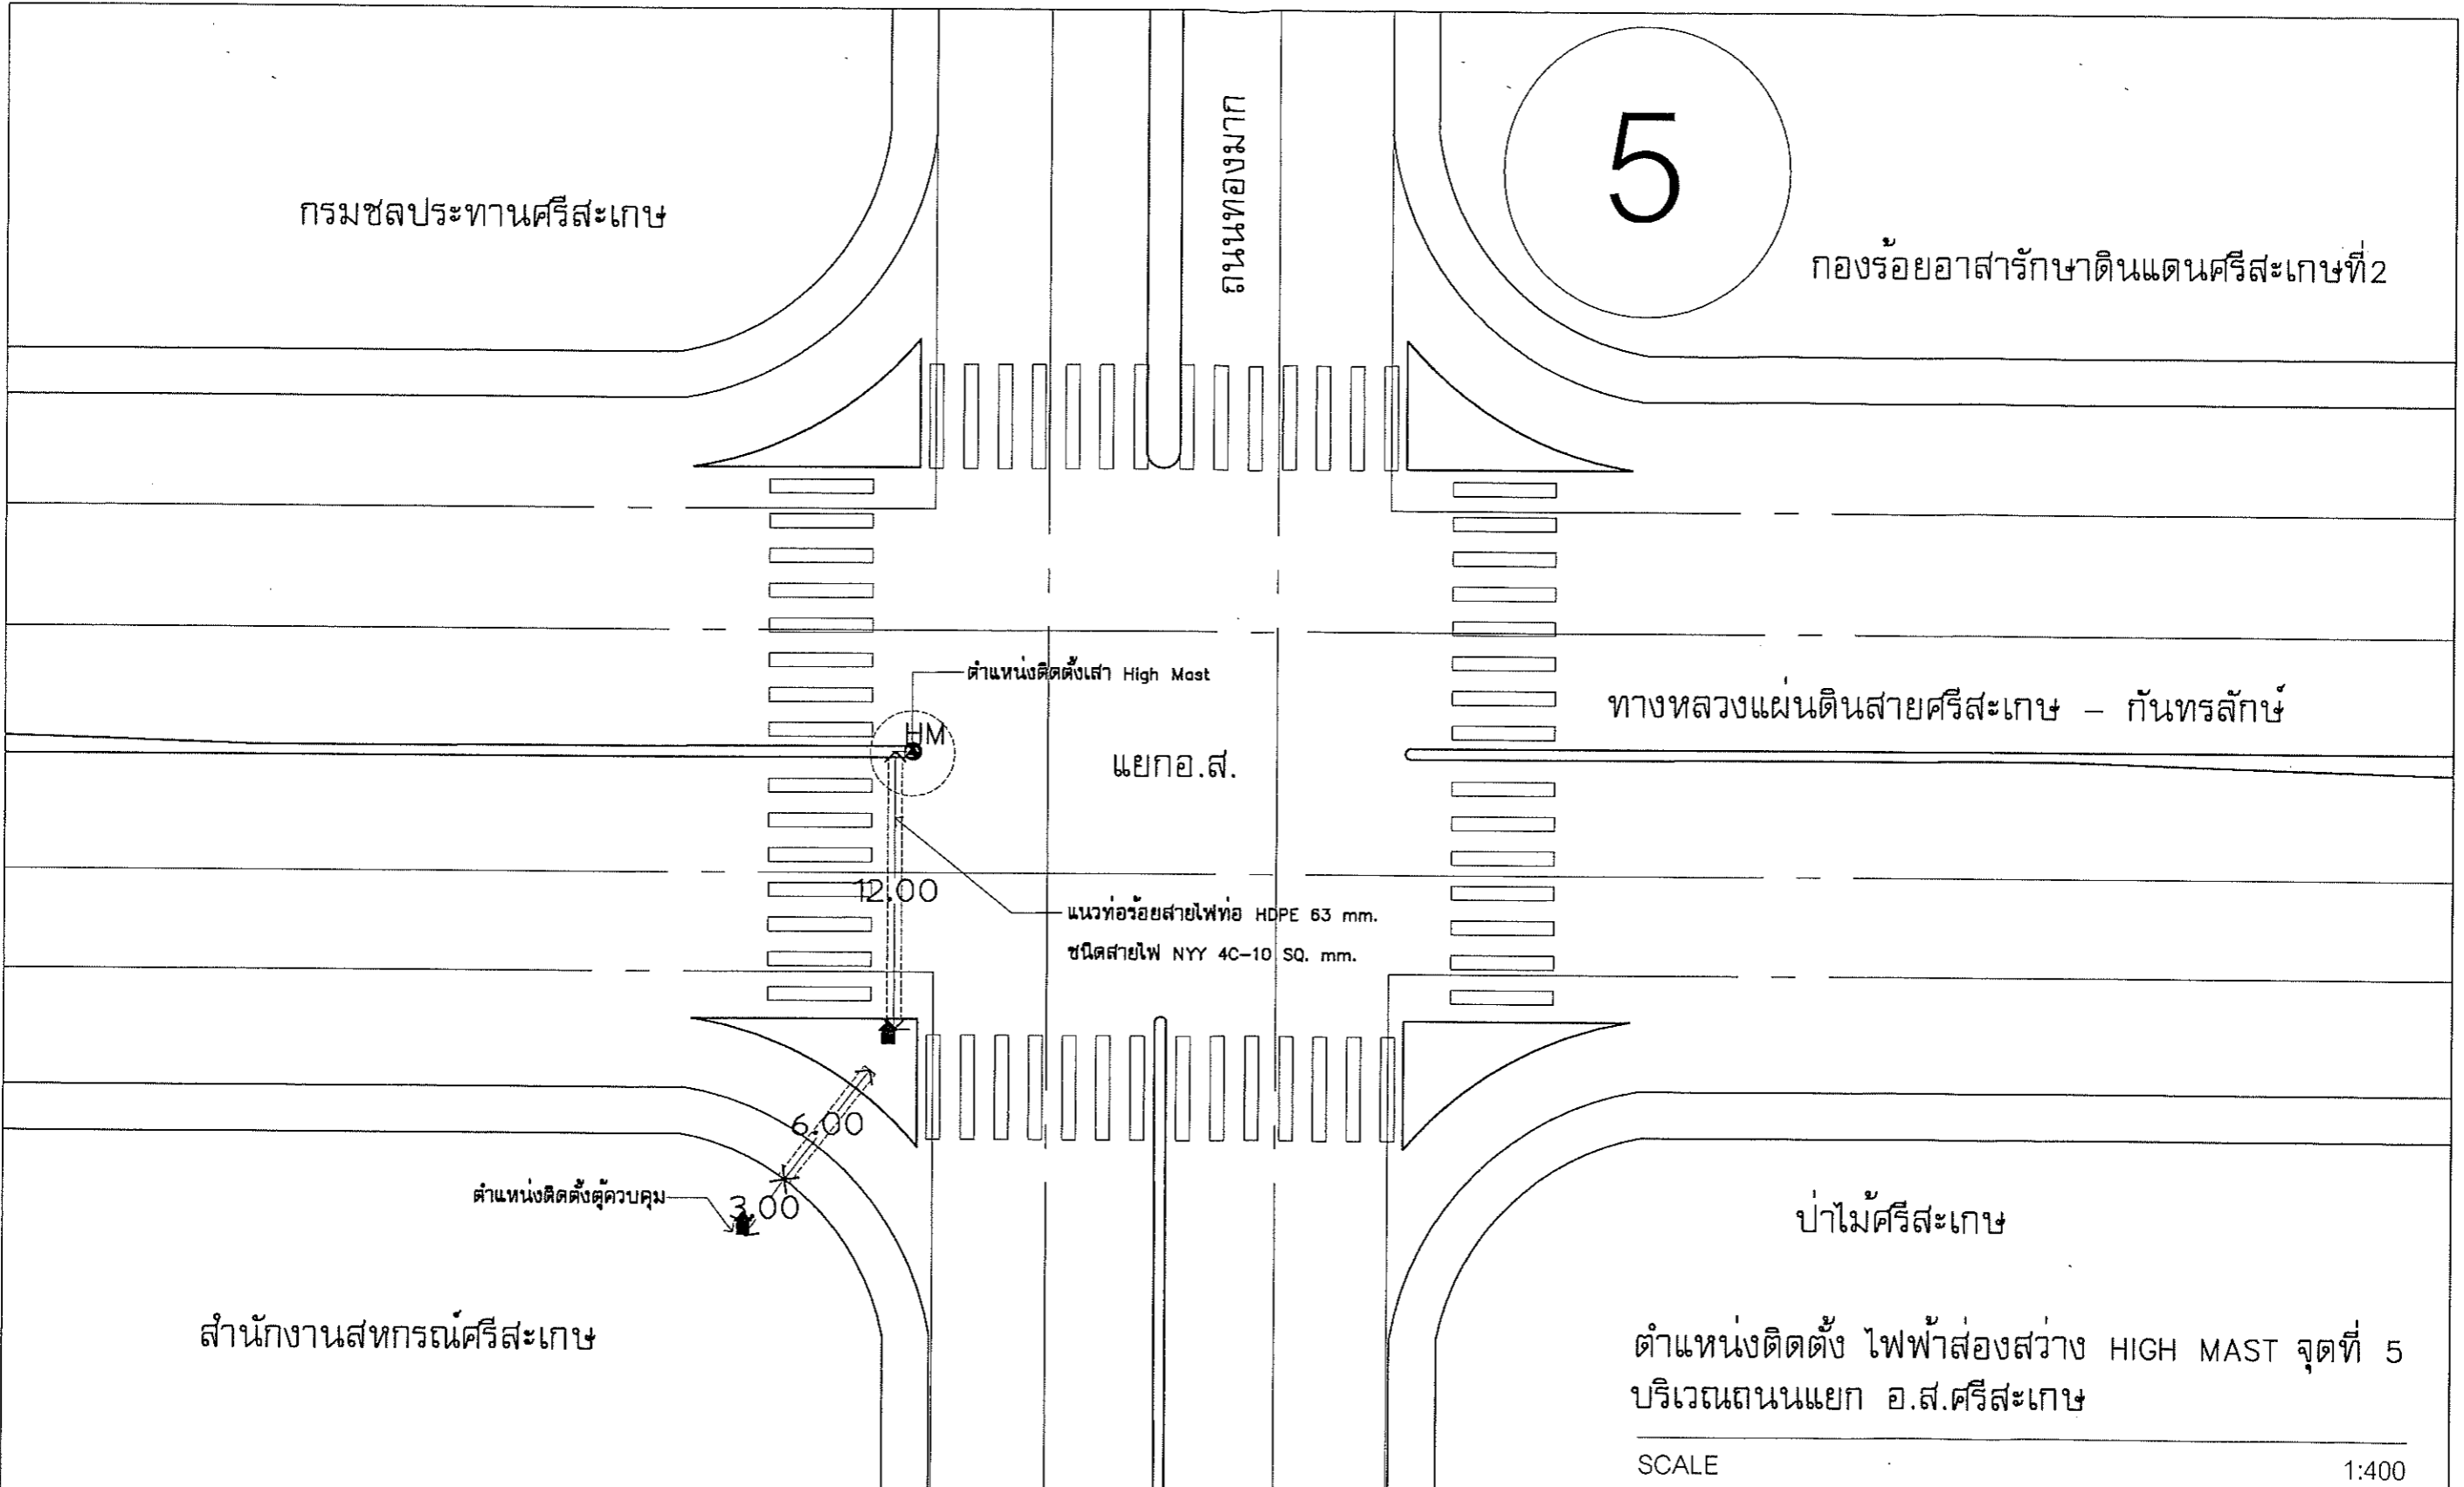 ถนนทองมาก
5
กรมชลประทานศรีสะเกษ
กองร้อยอาสารักษาดินแดนศรีสะเกษที่2
ตำแหน่งติดตั้งเสา High Mast
HM
ทางหลวงแผ่นดินสายศรีสะเกษ - กันทรลักษ์
แยกอ.ส.
12.00
แนวท่อร้อยสายไฟท่อ HDPE 63 mm.
ชนิดสายไฟ NYY 4C-10 SQ. mm.
6.00
ตำแหน่งติดตั้งตู้ควบคุม
3.00
ป่าไม้ศรีสะเกษ
สำนักงานสหกรณ์ศรีสะเกษ
ตำแหน่งติดตั้ง ไฟฟ้าส่องสว่าง HIGH MAST จุดที่ 5
บริเวณถนนแยก อ.ส.ศรีสะเกษ
SCALE 1:400